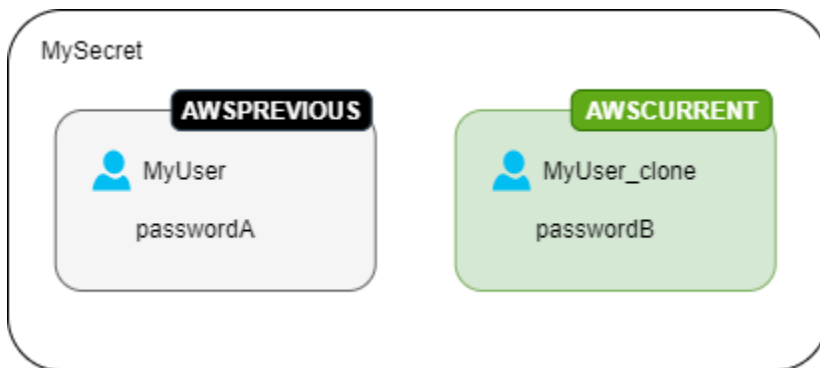 MySecret
AWSPREVIOUS
MyUser
passwordA
AWSCURRENT
MyUser_clone
passwordB